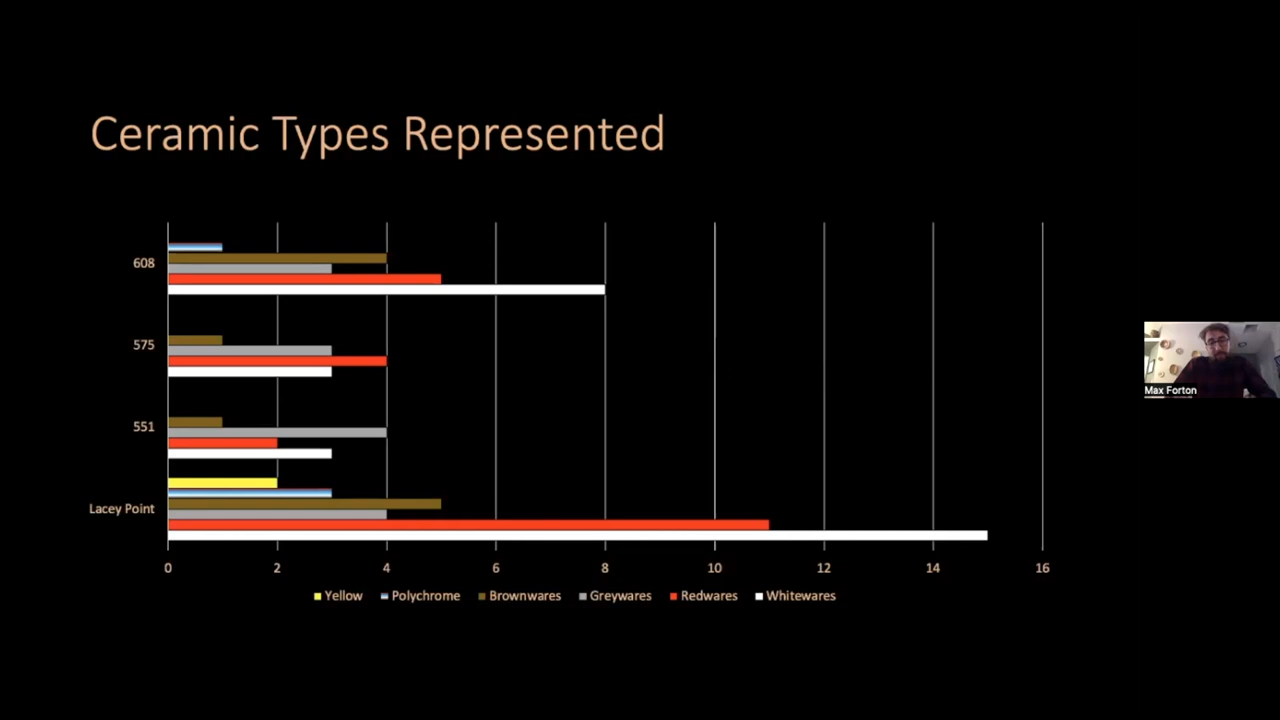 Ceramic Types Represented
608
575
551
Lacey Point
0 2 4 6 8 10 12 14 16
Yellow Polychrome Brownwares Greywares Redwares Whitewares
Max Forton